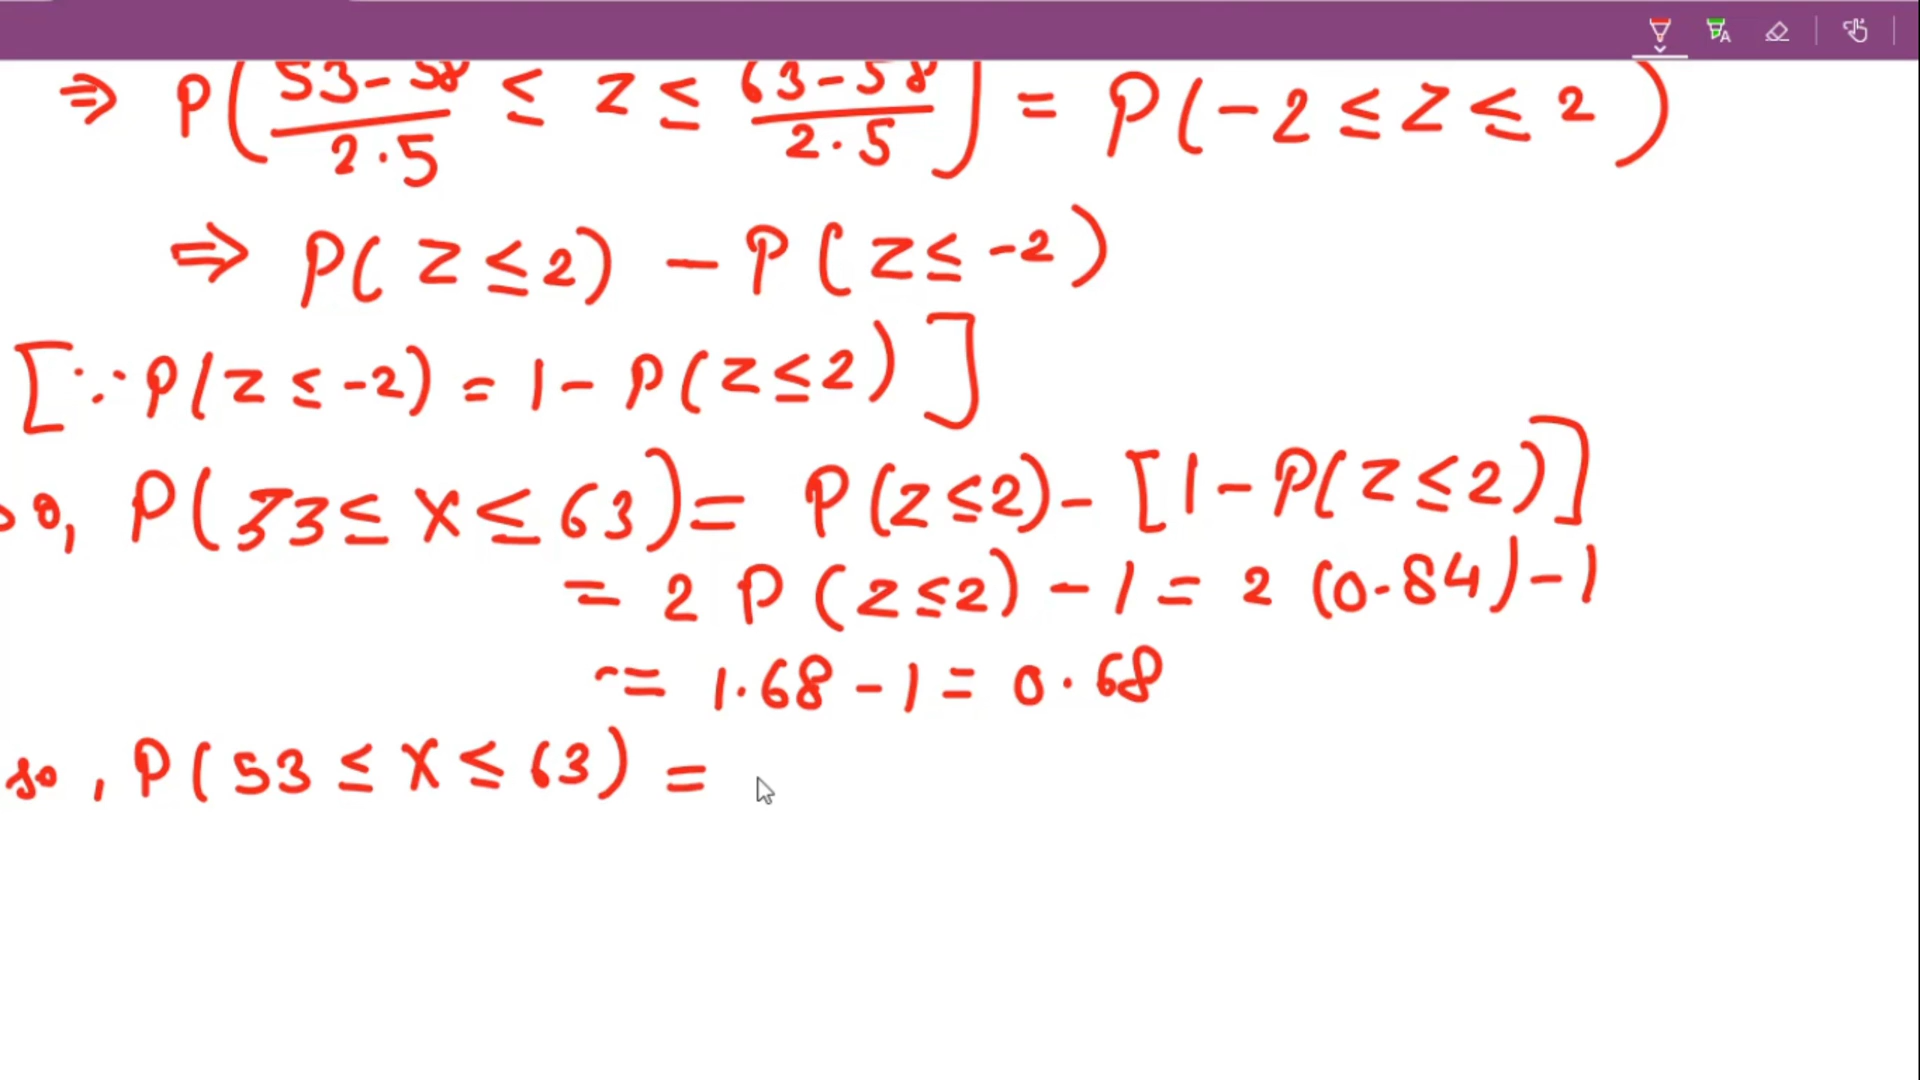 ⇒ P(53-58/2.5 ≤ Z ≤ 63-58/2.5) = P(-2 ≤ Z ≤ 2)
⇒ P(Z ≤ 2) - P(Z ≤ -2)
[∵ P(Z ≤ -2) = 1 - P(Z ≤ 2)]
so, P(53 ≤ X ≤ 63) = P(Z ≤ 2) - [1 - P(Z ≤ 2)]
= 2 P(Z ≤ 2) - 1 = 2 (0.84) - 1
~= 1.68 - 1 = 0.68
so, P(53 ≤ X ≤ 63) =